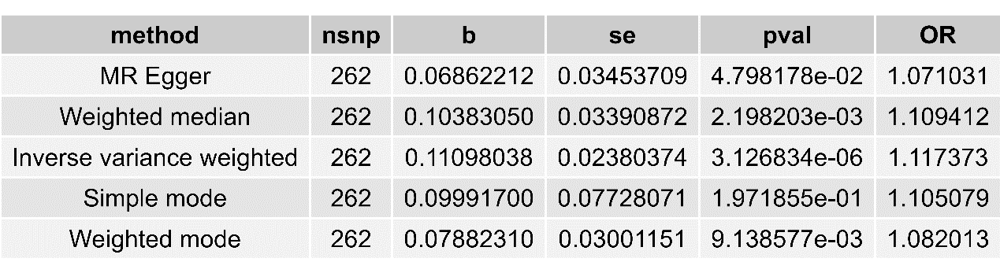 method nsnp b se pval OR
MR Egger 262 0.06862212 0.03453709 4.798178e-02 1.071031
Weighted median 262 0.10383050 0.03390872 2.198203e-03 1.109412
Inverse variance weighted 262 0.11098038 0.02380374 3.126834e-06 1.117373
Simple mode 262 0.09991700 0.07728071 1.971855e-01 1.105079
Weighted mode 262 0.07882310 0.03001151 9.138577e-03 1.082013